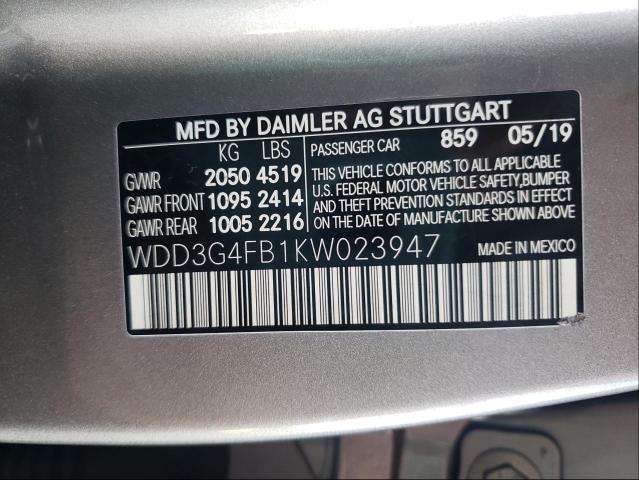 MFD BY DAIMLER AG STUTTGART
KG LBS
GVWR 2050 4519
GAWR FRONT 1095 2414
GAWR REAR 1005 2216
PASSENGER CAR 859 05/19
THIS VEHICLE CONFORMS TO ALL APPLICABLE
U.S. FEDERAL MOTOR VEHICLE SAFETY,BUMPER
AND THEFT PREVENTION STANDARDS IN EFFECT
ON THE DATE OF MANUFACTURE SHOWN ABOVE.
WDD3G4FB1KW023947
MADE IN MEXICO